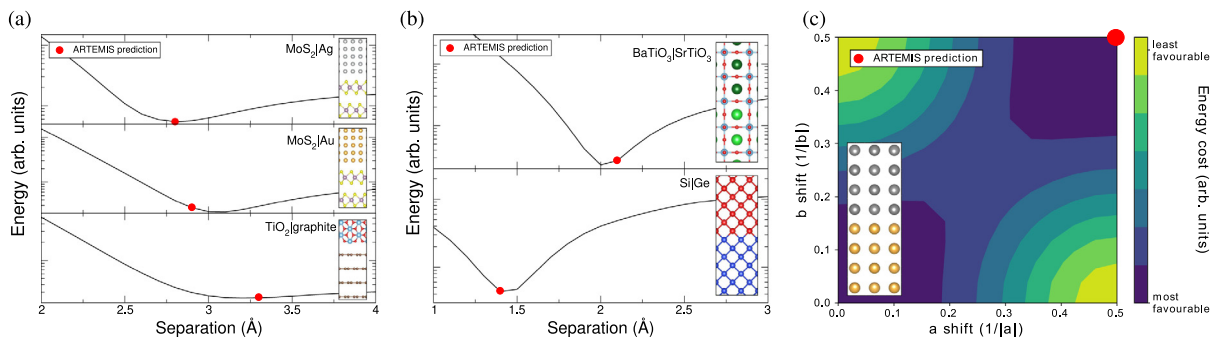 (a)
ARTEMIS prediction
MoS₂|Ag
MoS₂|Au
TiO₂|graphite
Energy (arb. units)
2
2.5
3
3.5
4
Separation (Å)
(b)
ARTEMIS prediction
BaTiO₃|SrTiO₃
Si|Ge
Energy (arb. units)
1
1.5
2
2.5
3
Separation (Å)
(c)
ARTEMIS prediction
b shift (1/|b|)
0.5
0.4
0.3
0.2
0.1
0.0
0.0
0.1
0.2
0.3
0.4
0.5
a shift (1/|a|)
least
favourable
Energy cost (arb. units)
most
favourable